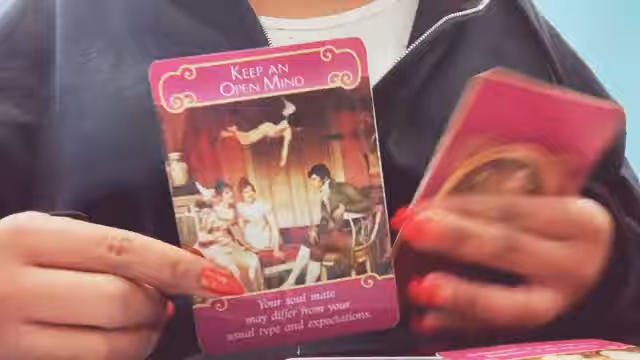 KEEP AN
OPEN MIND
Your soul mate
may differ from your
usual type and expectations.